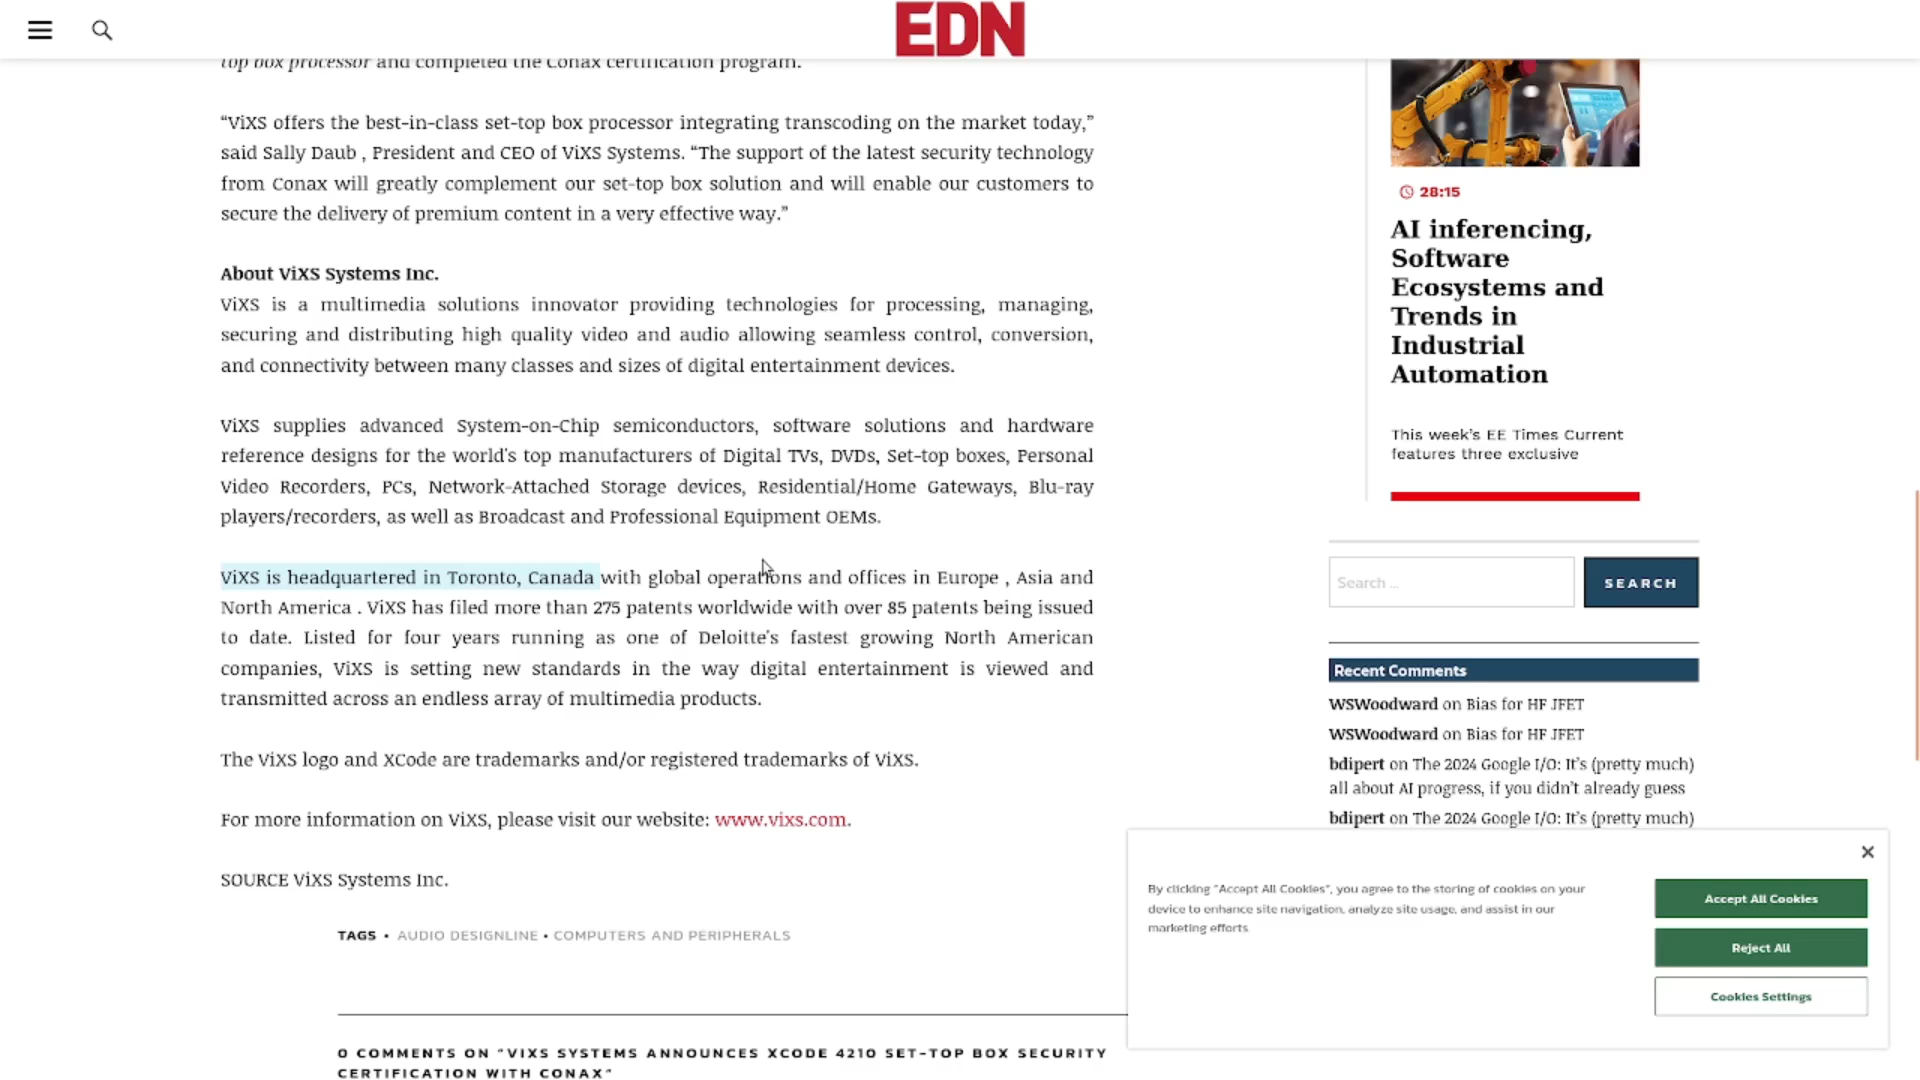 EDN
top box processor and completed the Conax certification program.
“ViXS offers the best-in-class set-top box processor integrating transcoding on the market today,”
said Sally Daub , President and CEO of ViXS Systems. “The support of the latest security technology
from Conax will greatly complement our set-top box solution and will enable our customers to
secure the delivery of premium content in a very effective way.”
About ViXS Systems Inc.
ViXS is a multimedia solutions innovator providing technologies for processing, managing,
securing and distributing high quality video and audio allowing seamless control, conversion,
and connectivity between many classes and sizes of digital entertainment devices.
ViXS supplies advanced System-on-Chip semiconductors, software solutions and hardware
reference designs for the world's top manufacturers of Digital TVs, DVDs, Set-top boxes, Personal
Video Recorders, PCs, Network-Attached Storage devices, Residential/Home Gateways, Blu-ray
players/recorders, as well as Broadcast and Professional Equipment OEMs.
ViXS is headquartered in Toronto, Canada with global operations and offices in Europe , Asia and
North America . ViXS has filed more than 275 patents worldwide with over 85 patents being issued
to date. Listed for four years running as one of Deloitte's fastest growing North American
companies, ViXS is setting new standards in the way digital entertainment is viewed and
transmitted across an endless array of multimedia products.
The ViXS logo and XCode are trademarks and/or registered trademarks of ViXS.
For more information on ViXS, please visit our website: www.vixs.com.
SOURCE ViXS Systems Inc.
TAGS • AUDIO DESIGNLINE • COMPUTERS AND PERIPHERALS
0 COMMENTS ON “VIXS SYSTEMS ANNOUNCES XCODE 4210 SET-TOP BOX SECURITY
CERTIFICATION WITH CONAX”
28:15
AI inferencing,
Software
Ecosystems and
Trends in
Industrial
Automation
This week’s EE Times Current
features three exclusive
Search ...
SEARCH
Recent Comments
WSWoodward on Bias for HF JFET
WSWoodward on Bias for HF JFET
bdipert on The 2024 Google I/O: It’s (pretty much)
all about AI progress, if you didn’t already guess
bdipert on The 2024 Google I/O: It’s (pretty much)
By clicking “Accept All Cookies”, you agree to the storing of cookies on your
device to enhance site navigation, analyze site usage, and assist in our
marketing efforts.
Accept All Cookies
Reject All
Cookies Settings